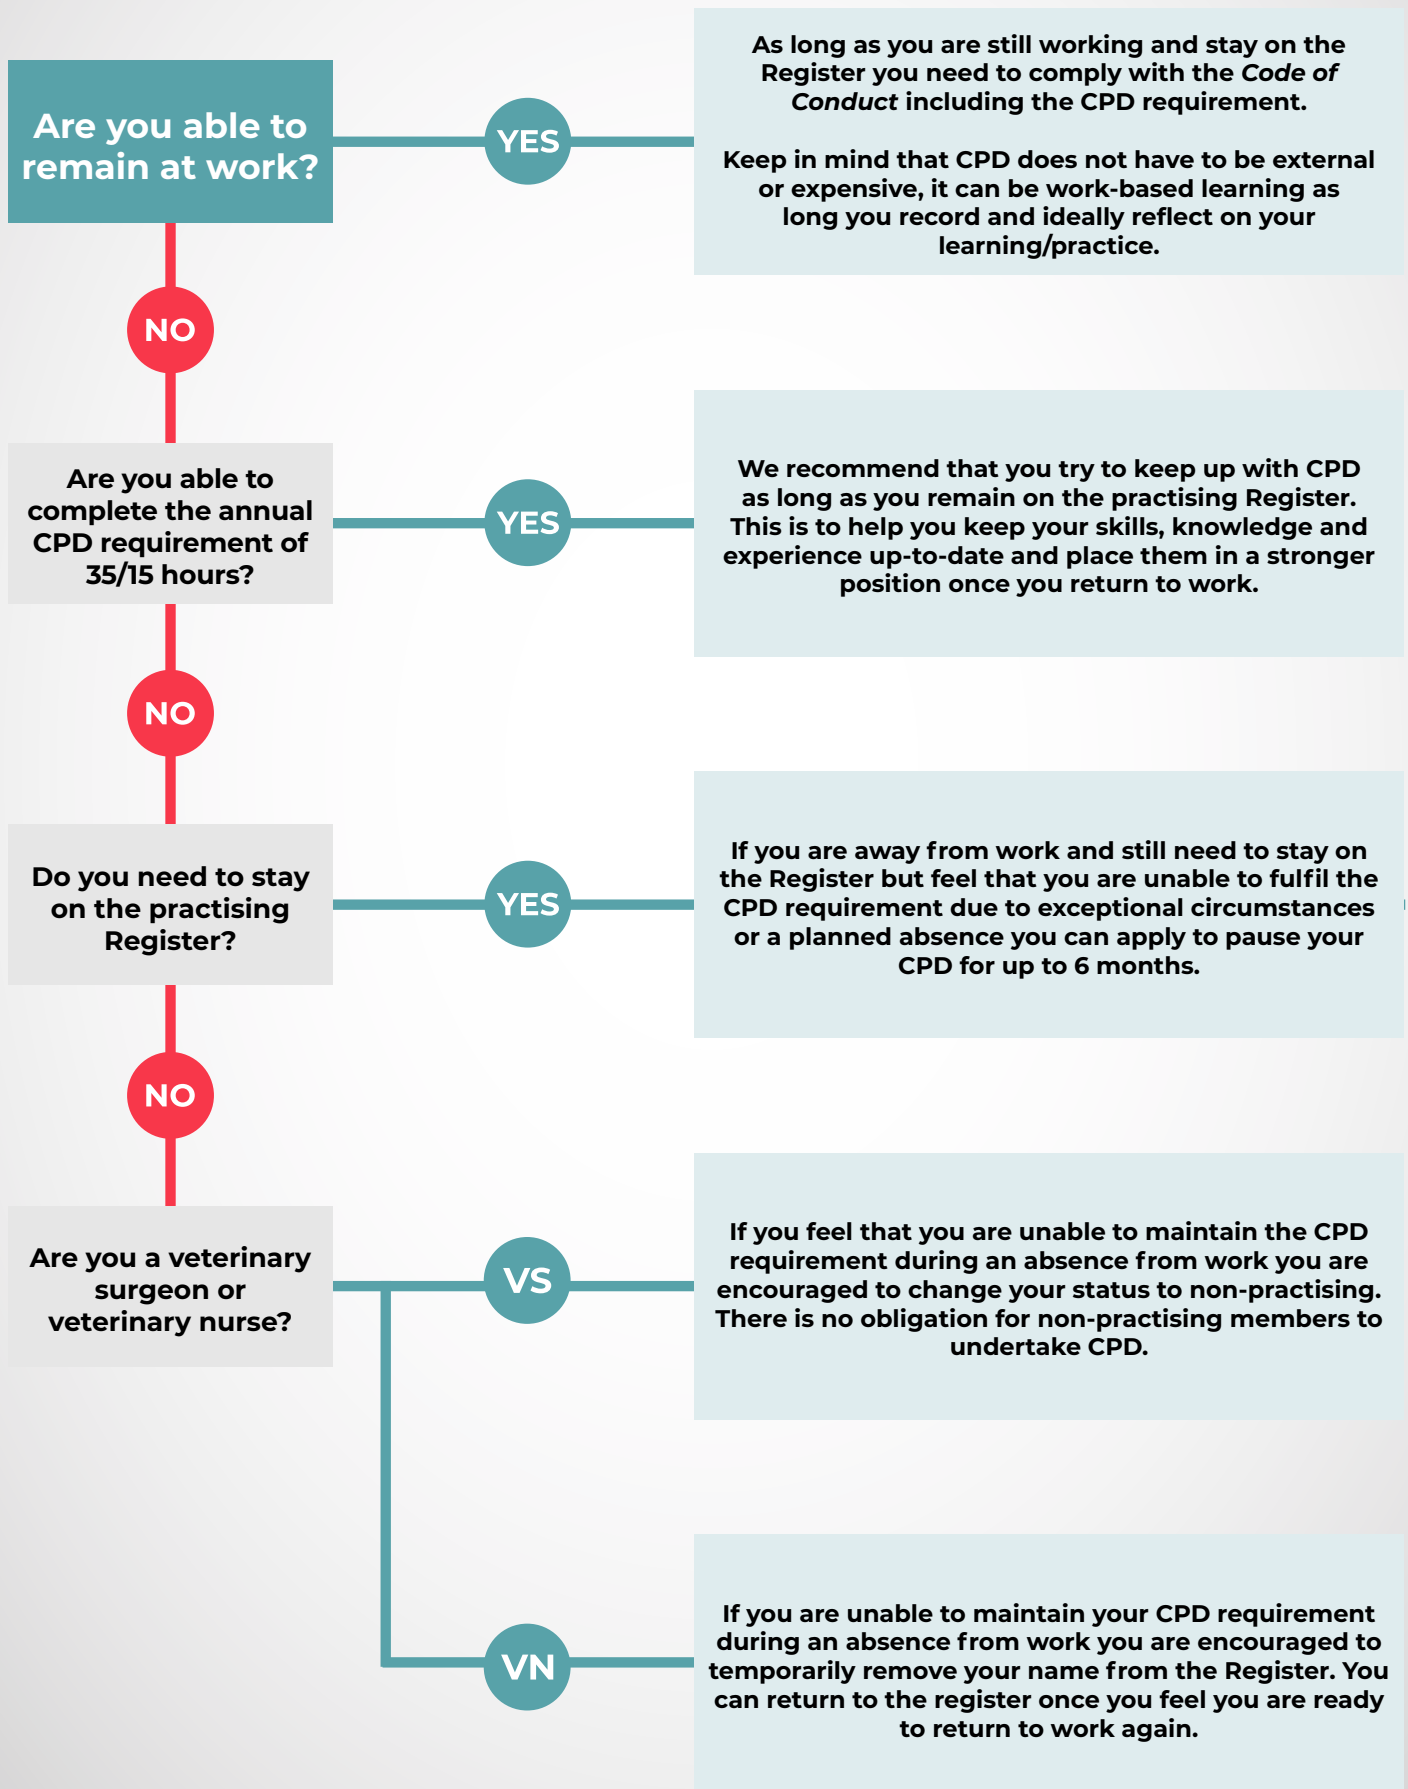 Are you able to
remain at work?
YES
As long as you are still working and stay on the
Register you need to comply with the Code of
Conduct including the CPD requirement.
Keep in mind that CPD does not have to be external
or expensive, it can be work-based learning as
long you record and ideally reflect on your
learning/practice.
NO
Are you able to
complete the annual
CPD requirement of
35/15 hours?
YES
We recommend that you try to keep up with CPD
as long as you remain on the practising Register.
This is to help you keep your skills, knowledge and
experience up-to-date and place them in a stronger
position once you return to work.
NO
Do you need to stay
on the practising
Register?
YES
If you are away from work and still need to stay on
the Register but feel that you are unable to fulfil the
CPD requirement due to exceptional circumstances
or a planned absence you can apply to pause your
CPD for up to 6 months.
NO
Are you a veterinary
surgeon or
veterinary nurse?
VS
If you feel that you are unable to maintain the CPD
requirement during an absence from work you are
encouraged to change your status to non-practising.
There is no obligation for non-practising members to
undertake CPD.
VN
If you are unable to maintain your CPD requirement
during an absence from work you are encouraged to
temporarily remove your name from the Register. You
can return to the register once you feel you are ready
to return to work again.